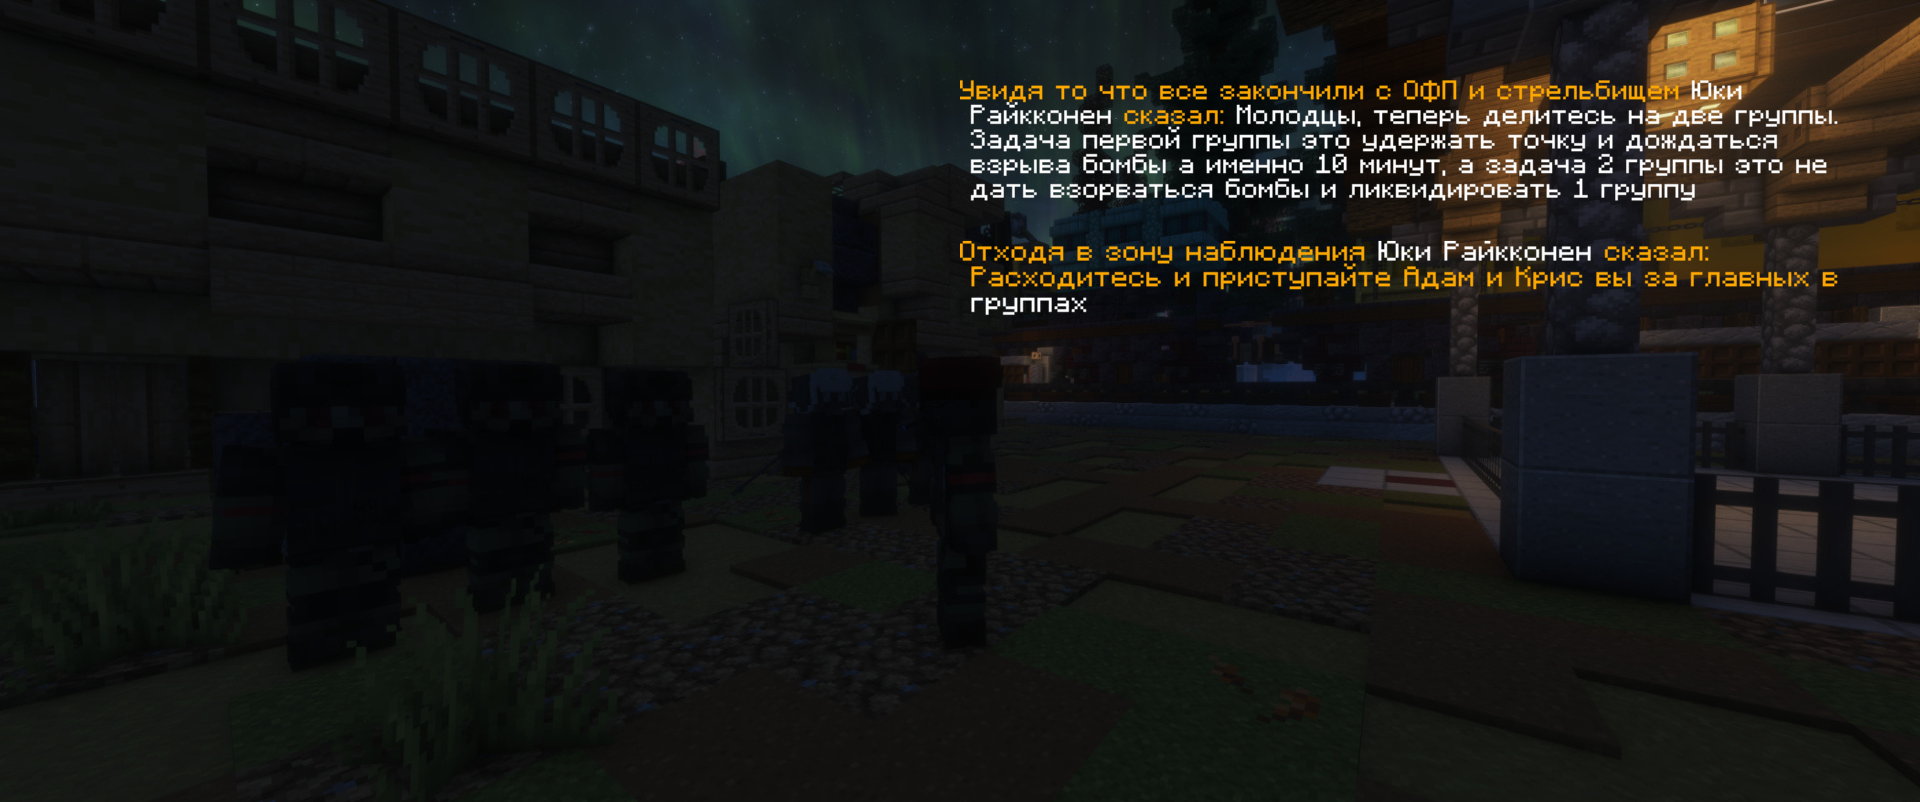 Увидя то что все закончили с ОФП и стрельбищем Юки
Райкконен сказал: Молодцы, теперь делитесь на две группы.
Задача первой группы это удержать точку и дождаться
взрыва бомбы а именно 10 минут, а задача 2 группы это не
дать взорваться бомбы и ликвидировать 1 группу
Отходя в зону наблюдения Юки Райкконен сказал:
Расходитесь и приступайте Адам и Крис вы за главных в
группах